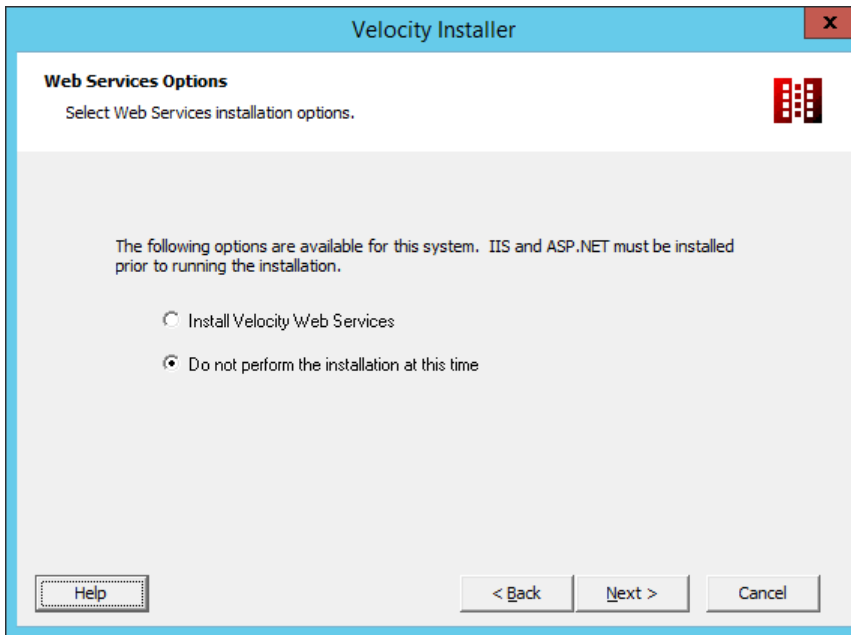 Velocity Installer
x
Web Services Options
Select Web Services installation options.
The following options are available for this system.  IIS and ASP.NET must be installed
prior to running the installation.
Install Velocity Web Services
Do not perform the installation at this time
Help
< Back
Next >
Cancel